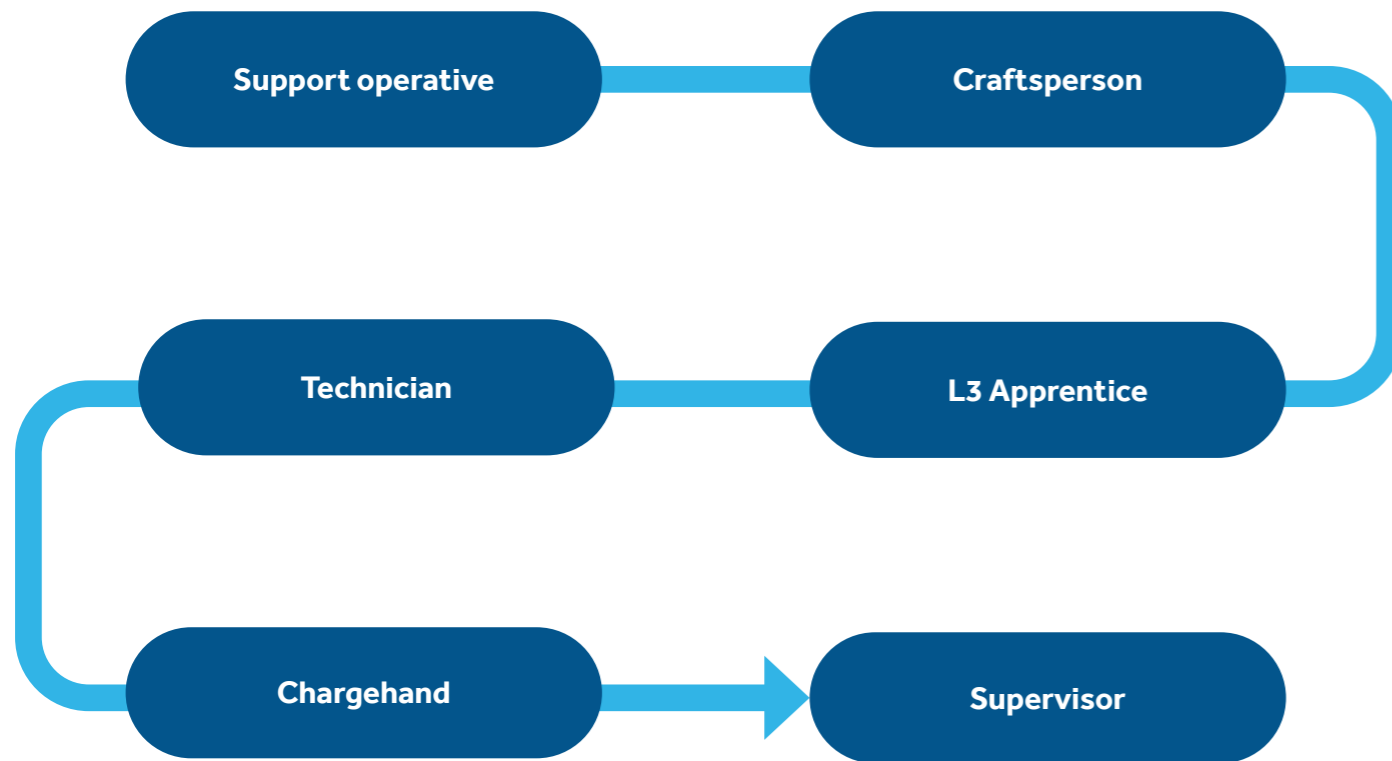 Support operative
Craftsperson
L3 Apprentice
Technician
Chargehand
Supervisor